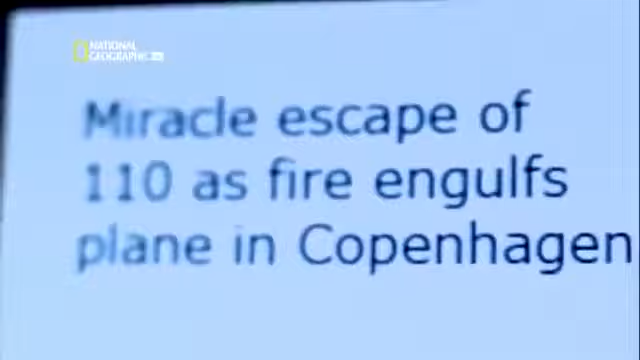 NATIONAL
GEOGRAPHIC
Miracle escape of
110 as fire engulfs
plane in Copenhagen